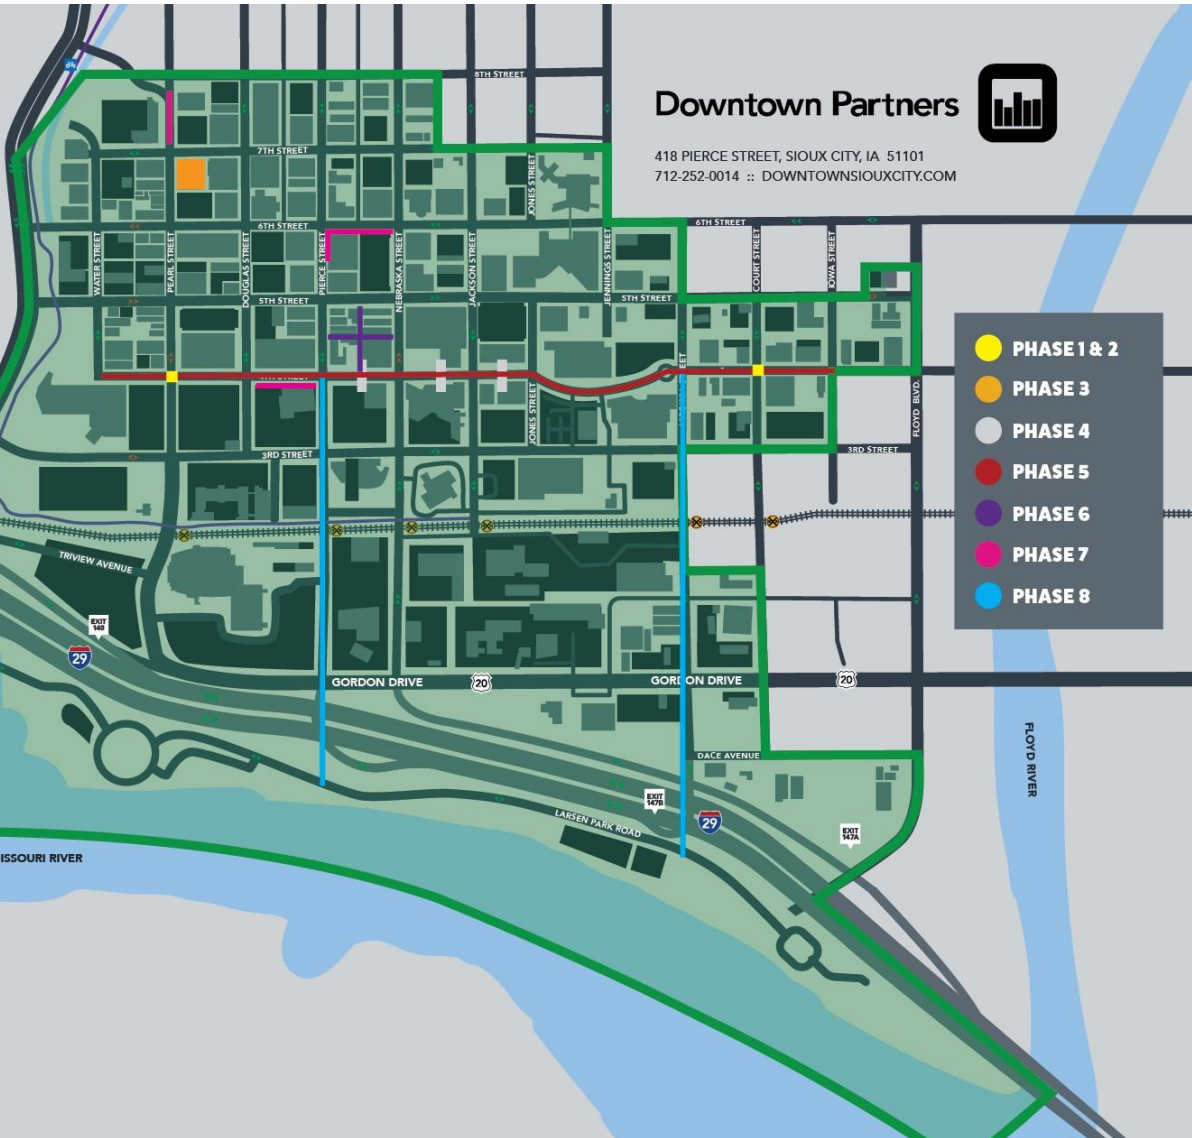 8TH STREET
Downtown Partners
418 PIERCE STREET, SIOUX CITY, IA 51101
712-252-0014 :: DOWNTOWNSIOUXCITY.COM
7TH STREET
JONES STREET
6TH STREET
6TH STREET
WATER STREET
PEARL STREET
DOUGLAS STREET
PIERCE STREET
NEBRASKA STREET
JACKSON STREET
JENNINGS STREET
COURT STREET
IOWA STREET
5TH STREET
5TH STREET
PHASE 1 & 2
PHASE 3
PHASE 4
PHASE 5
PHASE 6
PHASE 7
PHASE 8
JONES STREET
FLOYD BLVD.
3RD STREET
3RD STREET
TRIVIEW AVENUE
EXIT
148
29
GORDON DRIVE
20
GORDON DRIVE
20
DACE AVENUE
FLOYD RIVER
EXIT
147B
29
LARSEN PARK ROAD
EXIT
147A
ISSOURI RIVER